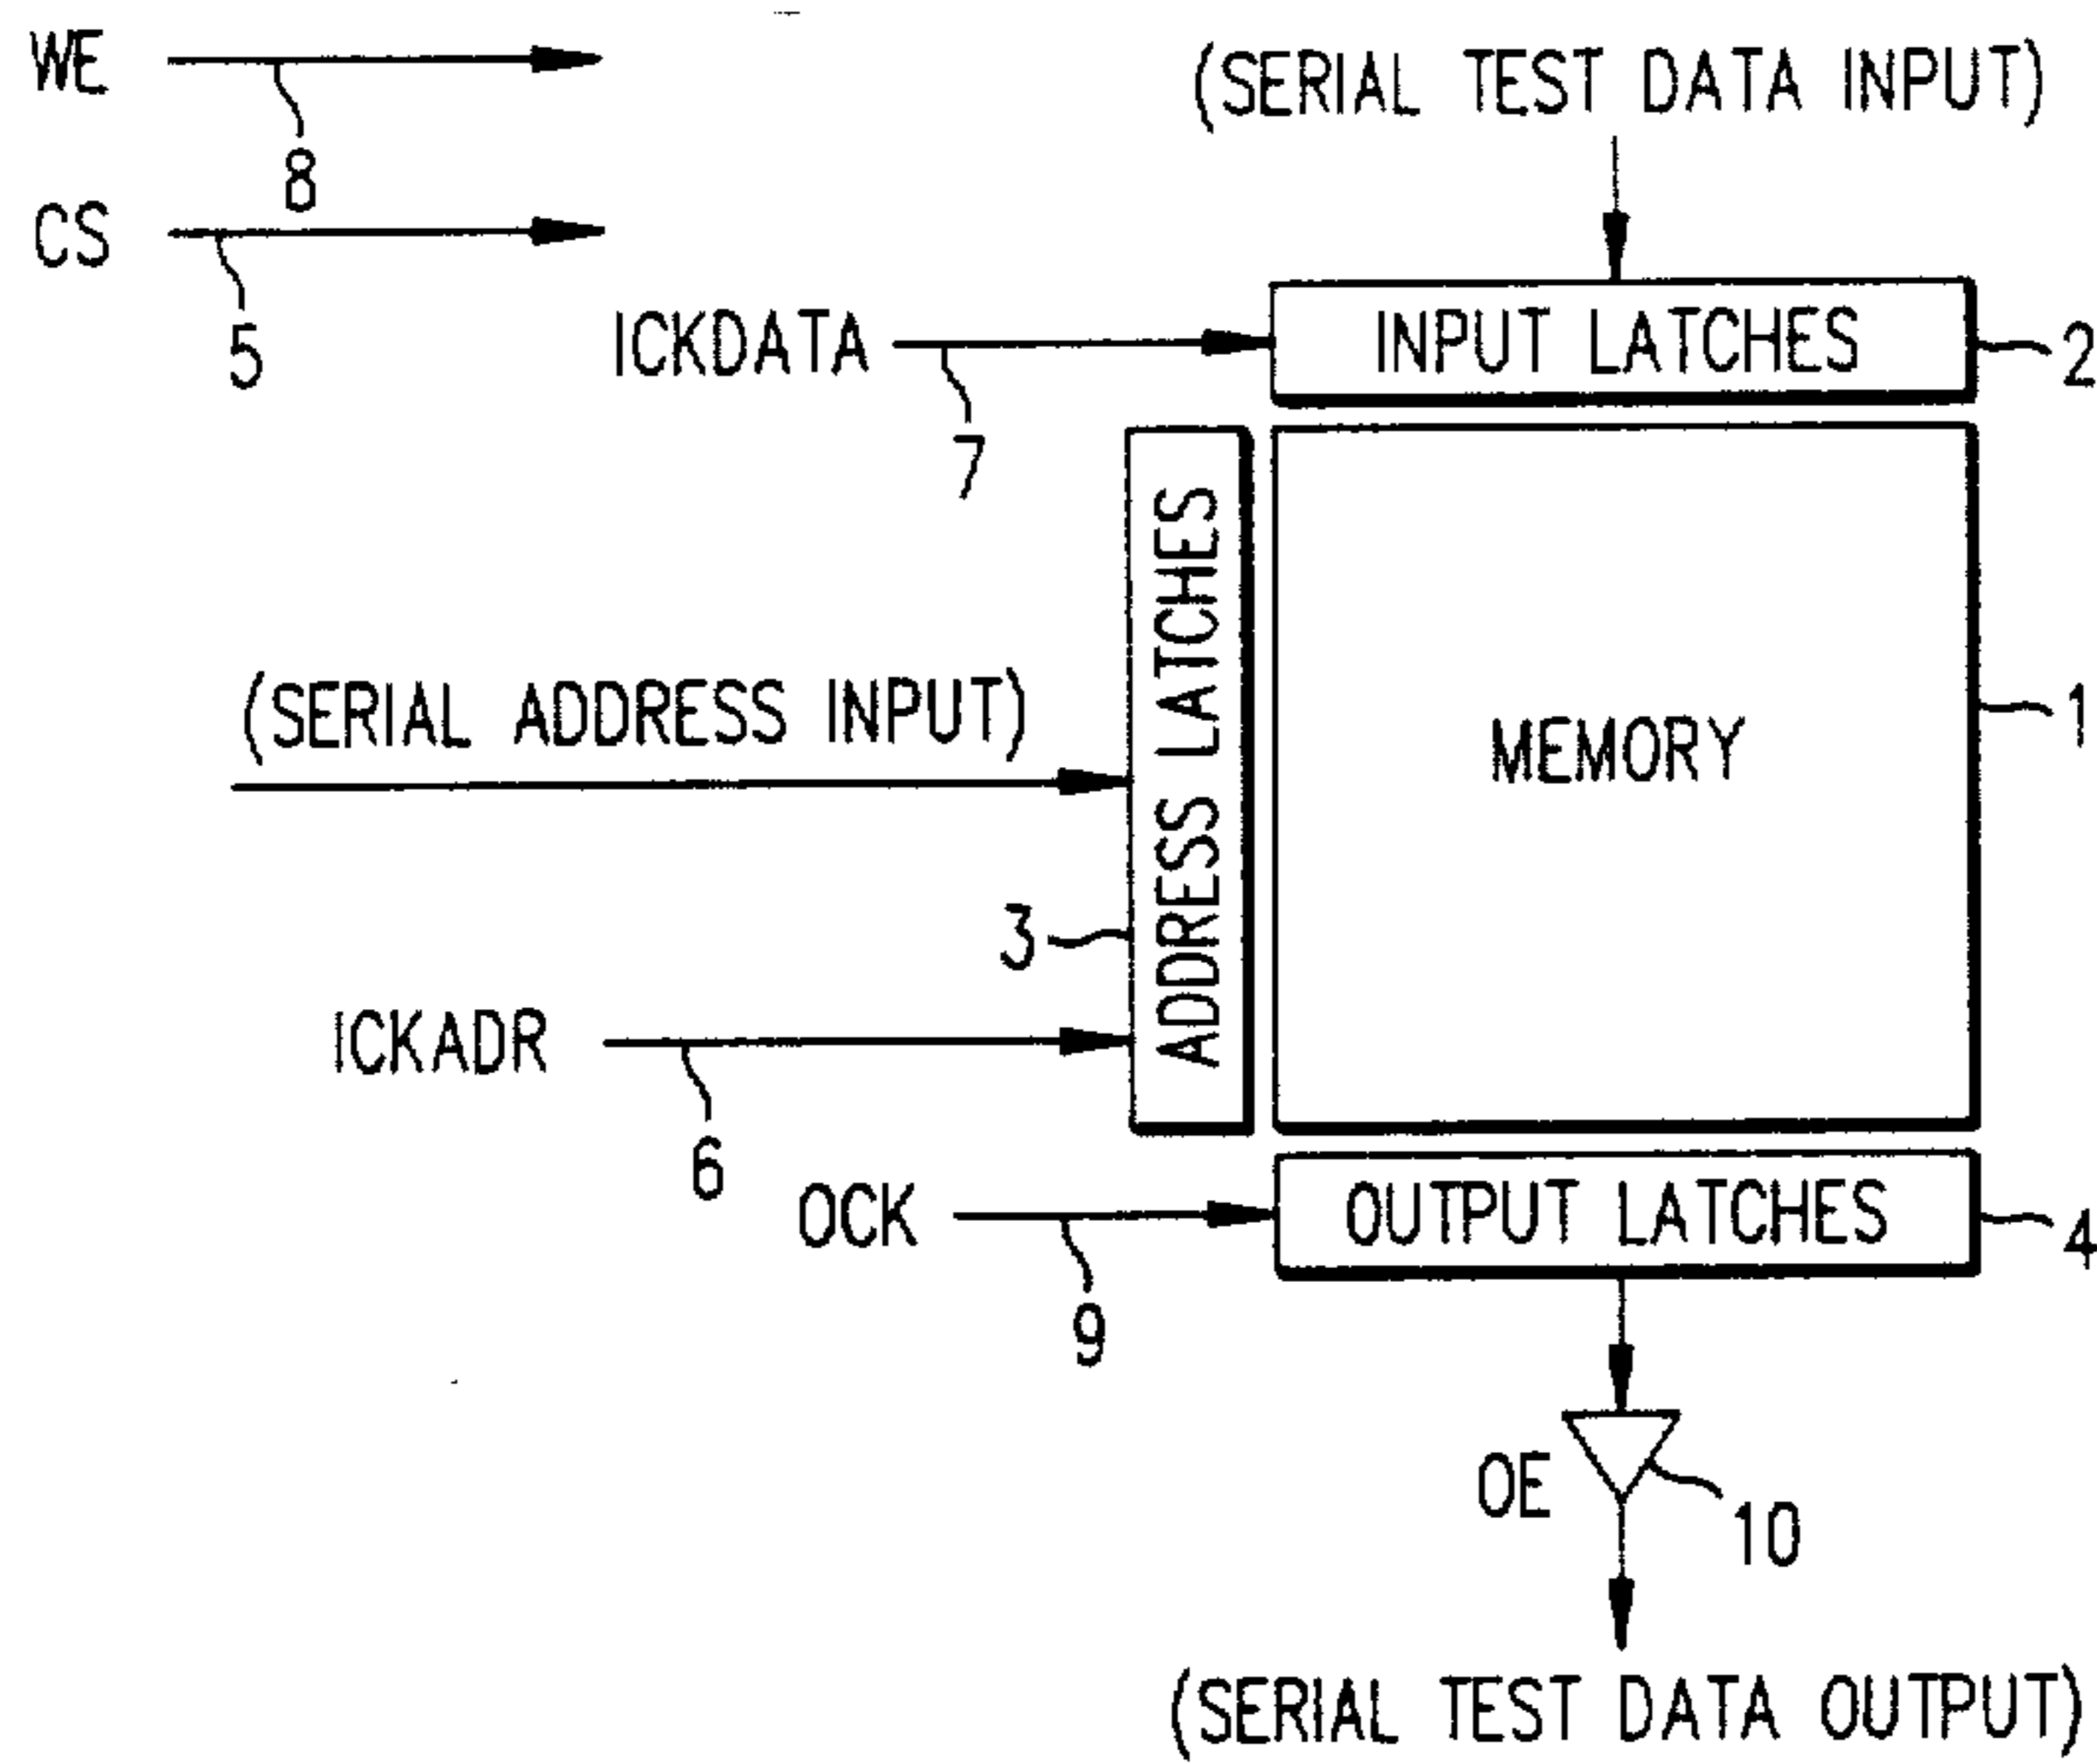 WE
(SERIAL TEST DATA INPUT)
8
CS
5
ICKDATA
INPUT LATCHES
2
7
ADDRESS LATCHES
(SERIAL ADDRESS INPUT)
MEMORY
1
3
ICKADR
6
OCK
OUTPUT LATCHES
4
9
OE
10
(SERIAL TEST DATA OUTPUT)